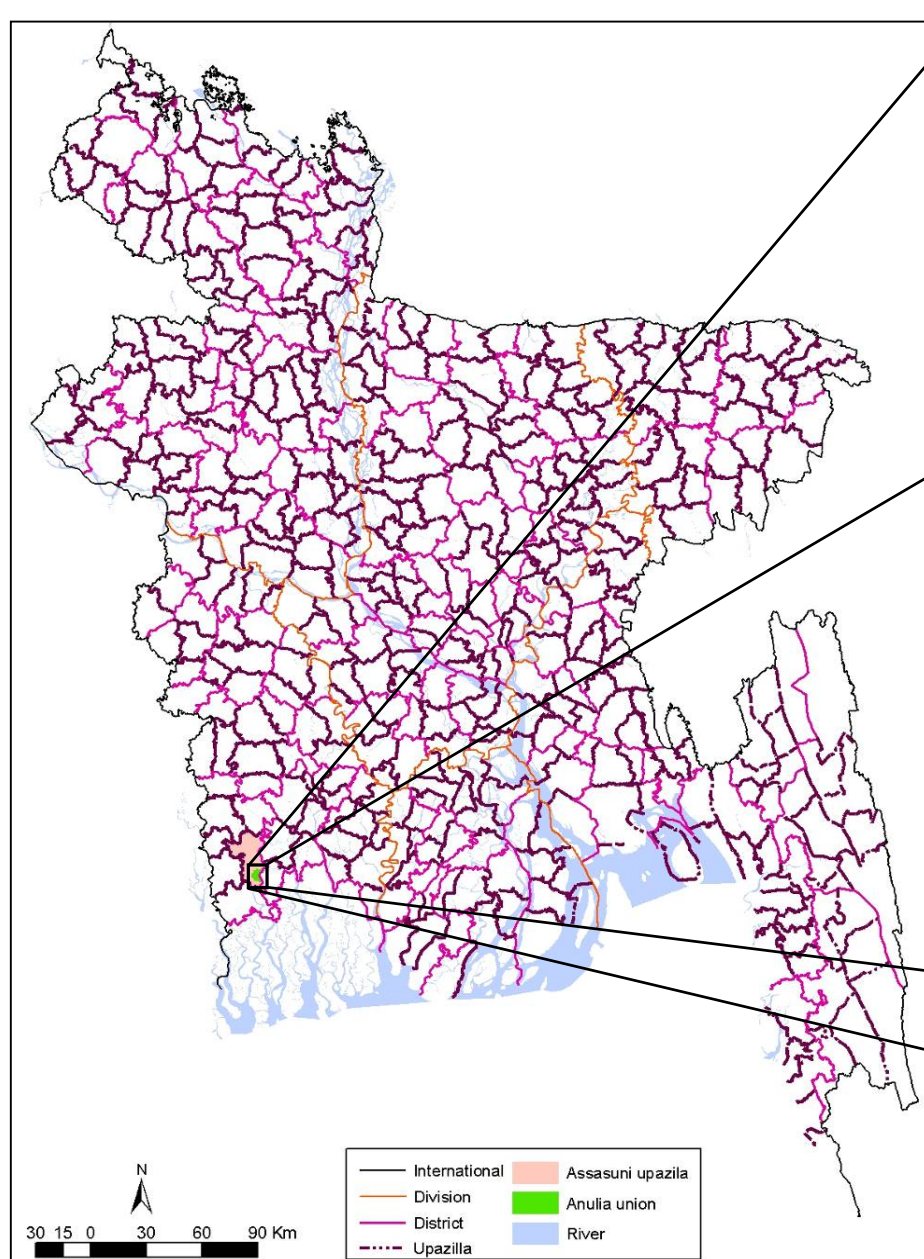 N
30 15 0 30 60 90 Km
International
Division
District
Upazilla
Assasuni upazila
Anulia union
River